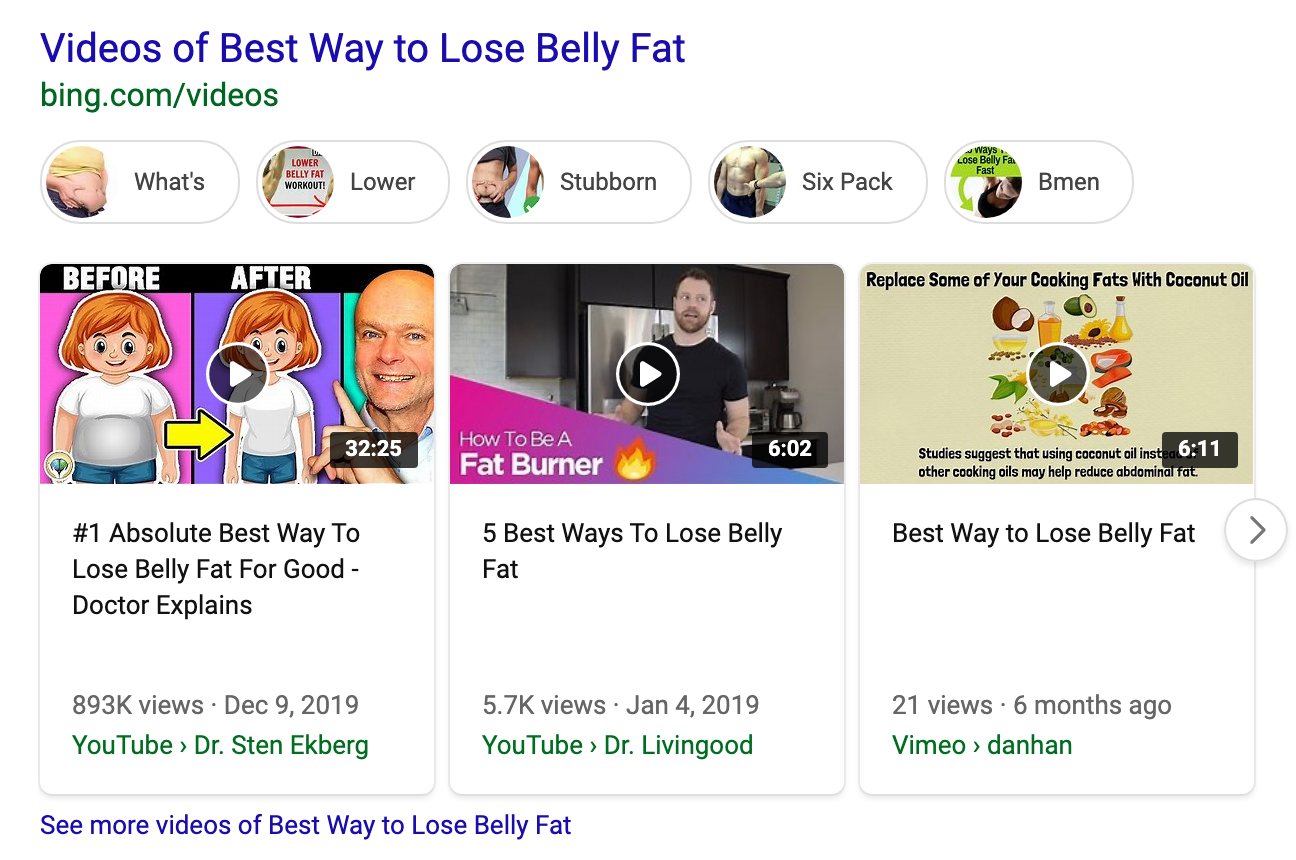 Videos of Best Way to Lose Belly Fat
bing.com/videos
What's
LOWER
BELLY FAT
WORKOUT!
Lower
Stubborn
Six Pack
Ways
Lose Belly Fat
Fast
Bmen
BEFORE AFTER
32:25
How To Be A
Fat Burner
6:02
Replace Some of Your Cooking Fats With Coconut Oil
Studies suggest that using coconut oil instead of
other cooking oils may help reduce abdominal fat.
6:11
#1 Absolute Best Way To
Lose Belly Fat For Good -
Doctor Explains
893K views · Dec 9, 2019
YouTube › Dr. Sten Ekberg
5 Best Ways To Lose Belly
Fat
5.7K views · Jan 4, 2019
YouTube › Dr. Livingood
Best Way to Lose Belly Fat
21 views · 6 months ago
Vimeo › danhan
See more videos of Best Way to Lose Belly Fat